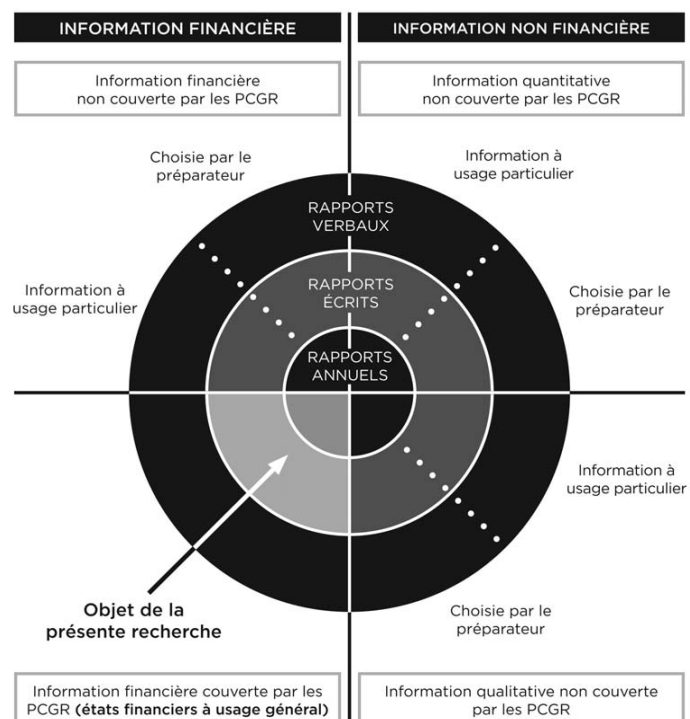 INFORMATION FINANCIÈRE
INFORMATION NON FINANCIÈRE
Information financière
non couverte par les PCGR
Information quantitative
non couverte par les PCGR
Choisie par le
préparateur
Information à
usage particulier
RAPPORTS
VERBAUX
Information à
usage particulier
RAPPORTS
ÉCRITS
Choisie par le
préparateur
RAPPORTS
ANNUELS
Information à
usage particulier
Objet de la
présente recherche
Choisie par le
préparateur
Information financière couverte par les
PCGR (états financiers à usage général)
Information qualitative non couverte
par les PCGR